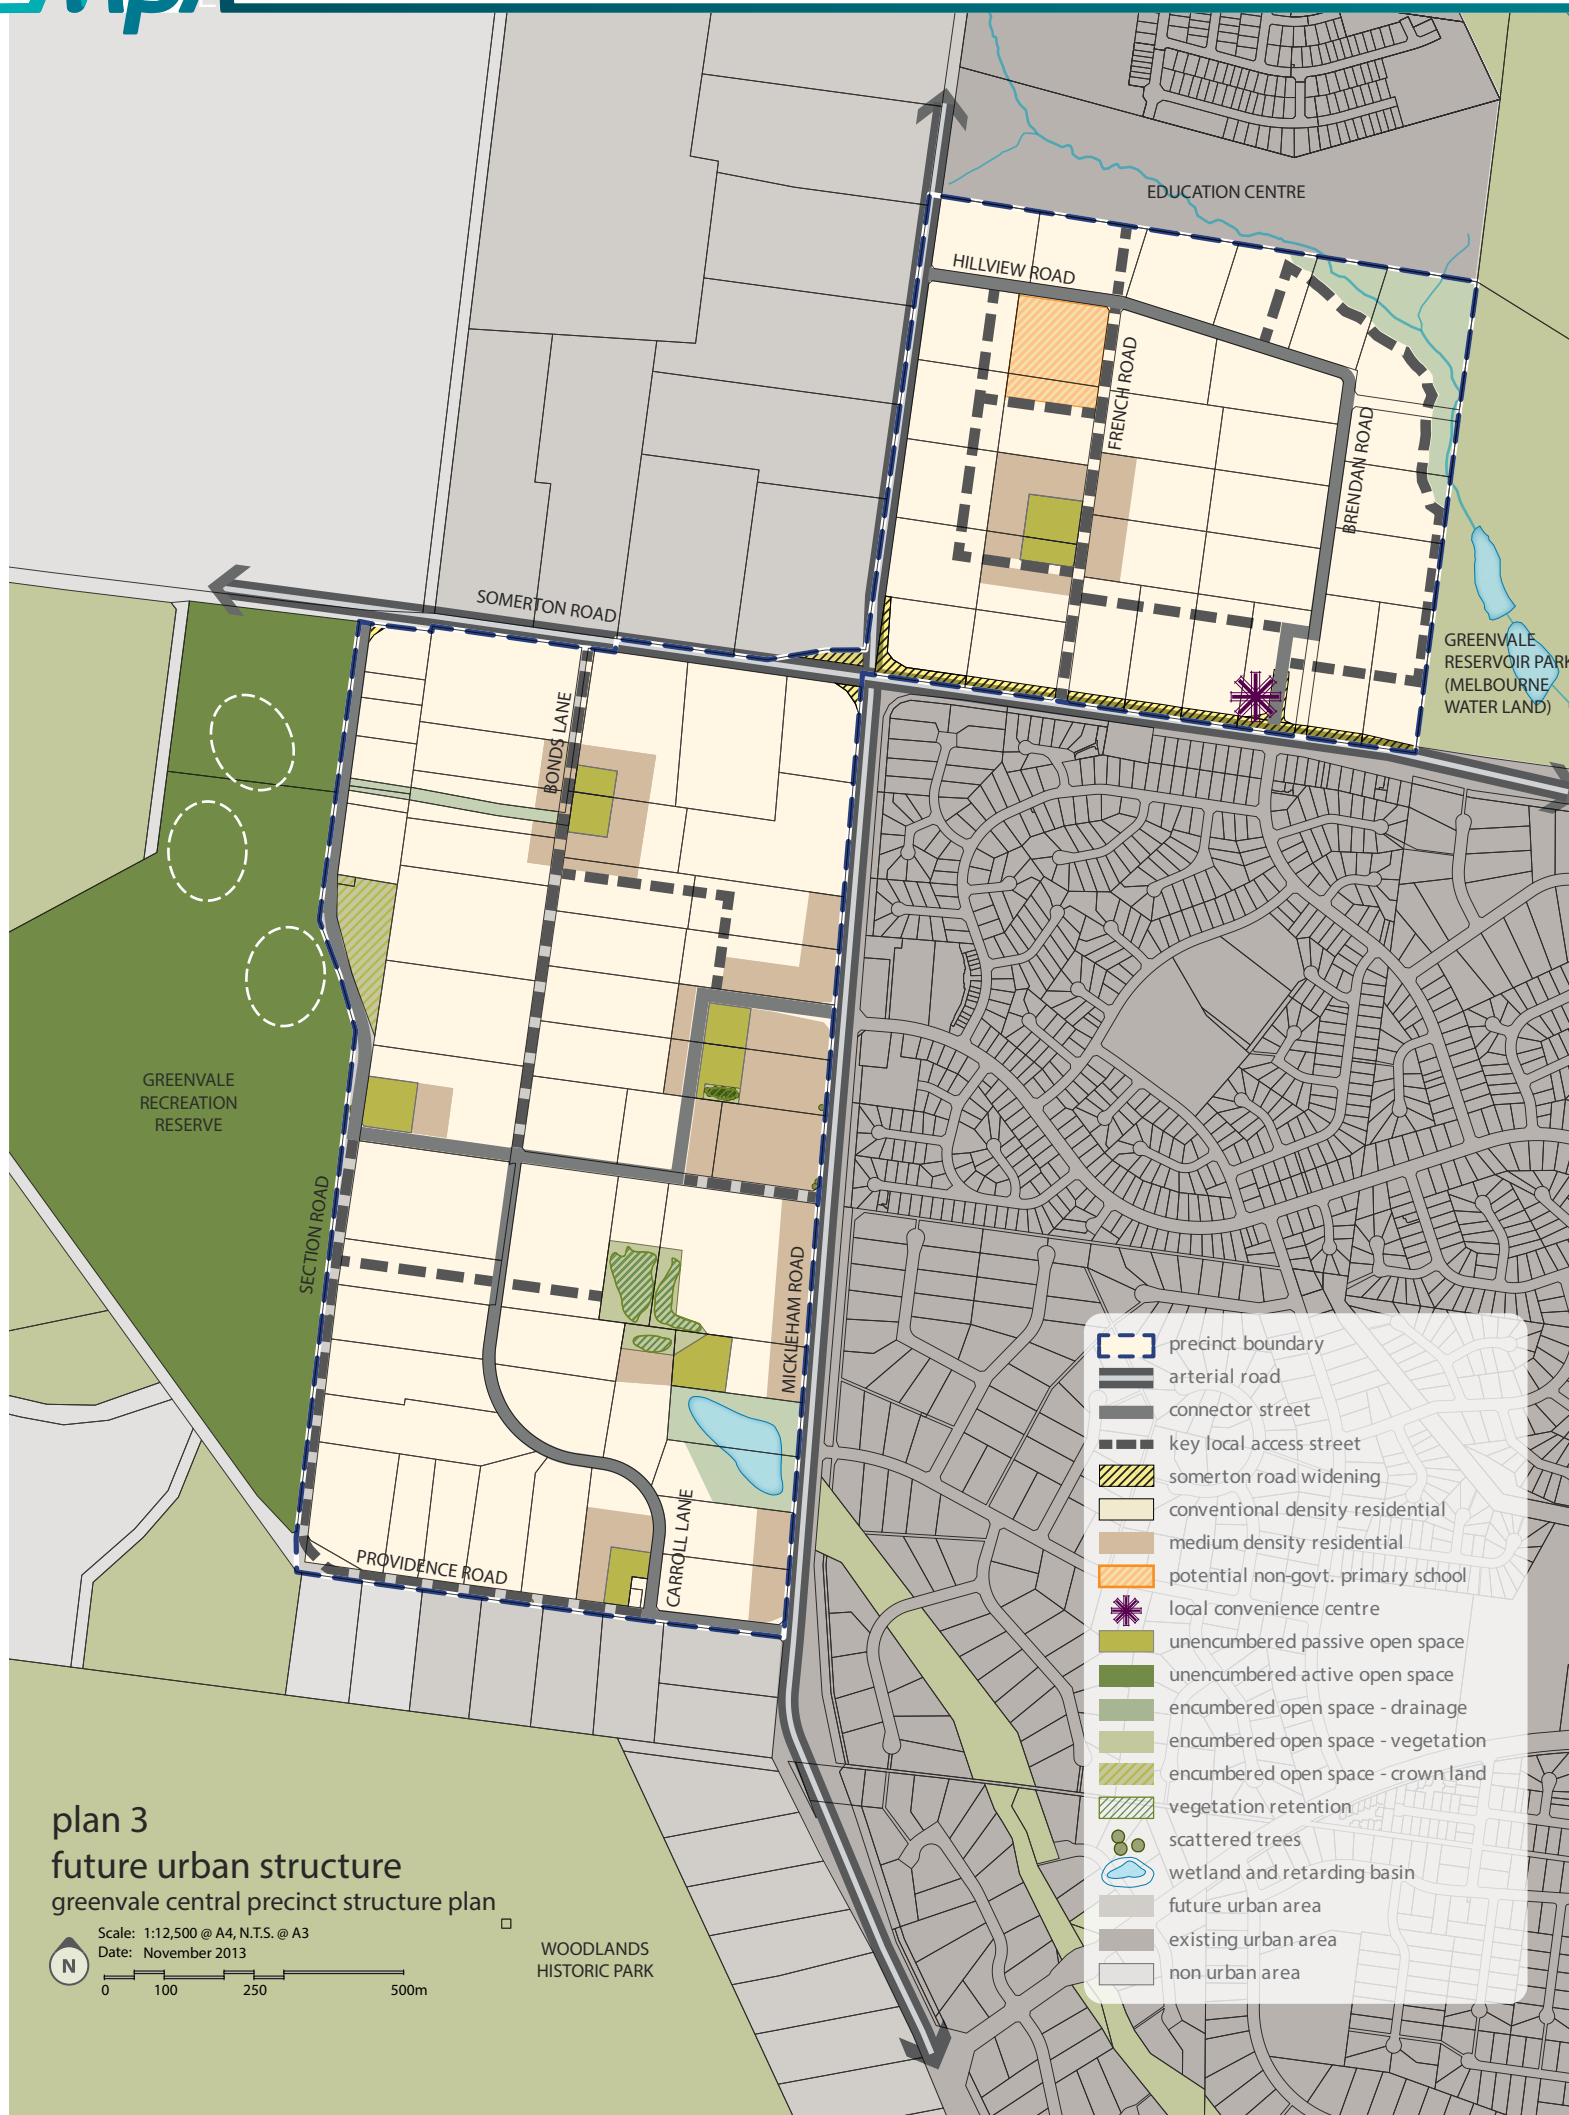 EDUCATION CENTRE
HILLVIEW ROAD
FRENCH ROAD
BRENDAN ROAD
SOMERTON ROAD
GREENVALE
RESERVOIR PARK
(MELBOURNE
WATER LAND)
BONDS LANE
GREENVALE
RECREATION
RESERVE
SECTION ROAD
MICKLEHAM ROAD
CARROLL LANE
PROVIDENCE ROAD
precinct boundary
arterial road
connector street
key local access street
somerton road widening
conventional density residential
medium density residential
potential non-govt. primary school
local convenience centre
unencumbered passive open space
unencumbered active open space
encumbered open space - drainage
encumbered open space - vegetation
encumbered open space - crown land
vegetation retention
scattered trees
wetland and retarding basin
future urban area
existing urban area
non urban area
plan 3
future urban structure
greenvale central precinct structure plan
Scale: 1:12,500 @ A4, N.T.S. @ A3
Date: November 2013
N
0 100 250 500m
WOODLANDS
HISTORIC PARK